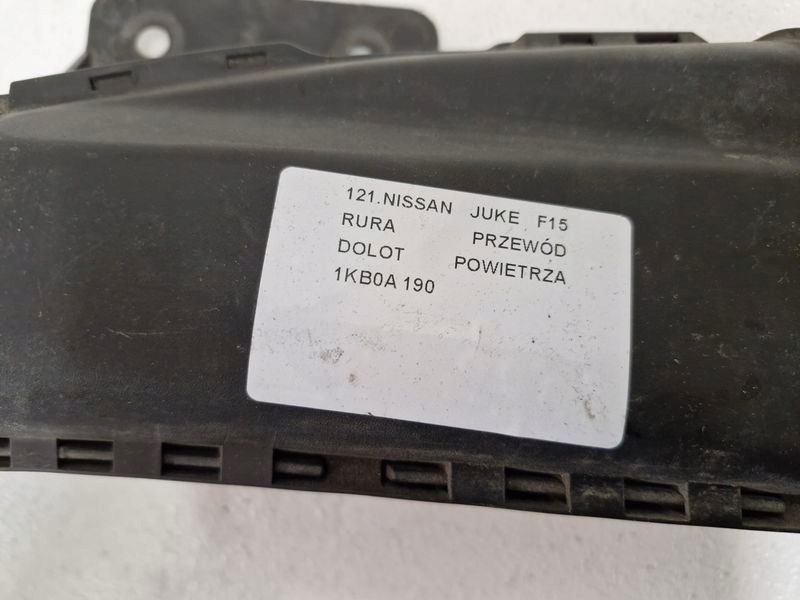 121.NISSAN JUKE F15
RURA PRZEWÓD
DOLOT POWIETRZA
1KB0A 190